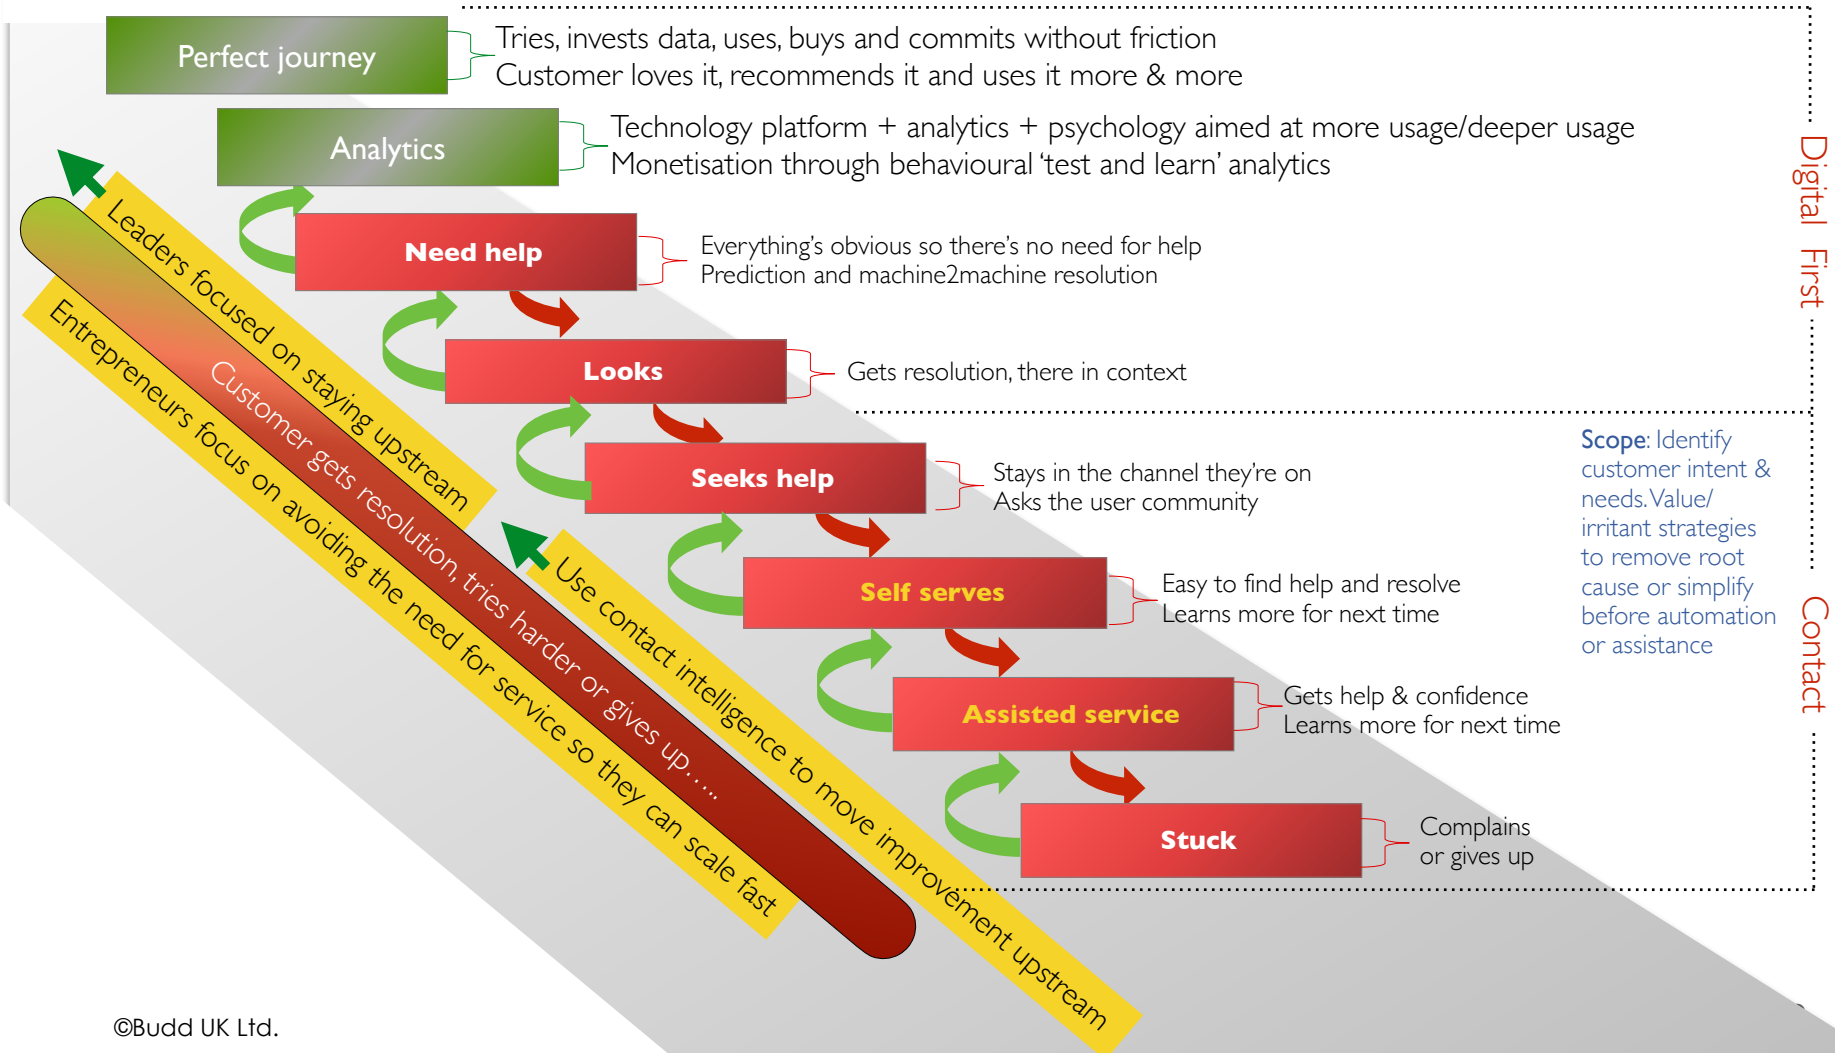 Perfect journey
Tries, invests data, uses, buys and commits without friction
Customer loves it, recommends it and uses it more & more
Analytics
Technology platform + analytics + psychology aimed at more usage/deeper usage
Monetisation through behavioural ‘test and learn’ analytics
Need help
Everything’s obvious so there’s no need for help
Prediction and machine2machine resolution
Looks
Gets resolution, there in context
Seeks help
Stays in the channel they’re on
Asks the user community
Self serves
Easy to find help and resolve
Learns more for next time
Assisted service
Gets help & confidence
Learns more for next time
Stuck
Complains
or gives up
Leaders focused on staying upstream
Customer gets resolution, tries harder or gives up…..
Entrepreneurs focus on avoiding the need for service so they can scale fast
Use contact intelligence to move improvement upstream
Digital First
Scope: Identify
customer intent &
needs. Value/
irritant strategies
to remove root
cause or simplify
before automation
or assistance
Contact
©Budd UK Ltd.